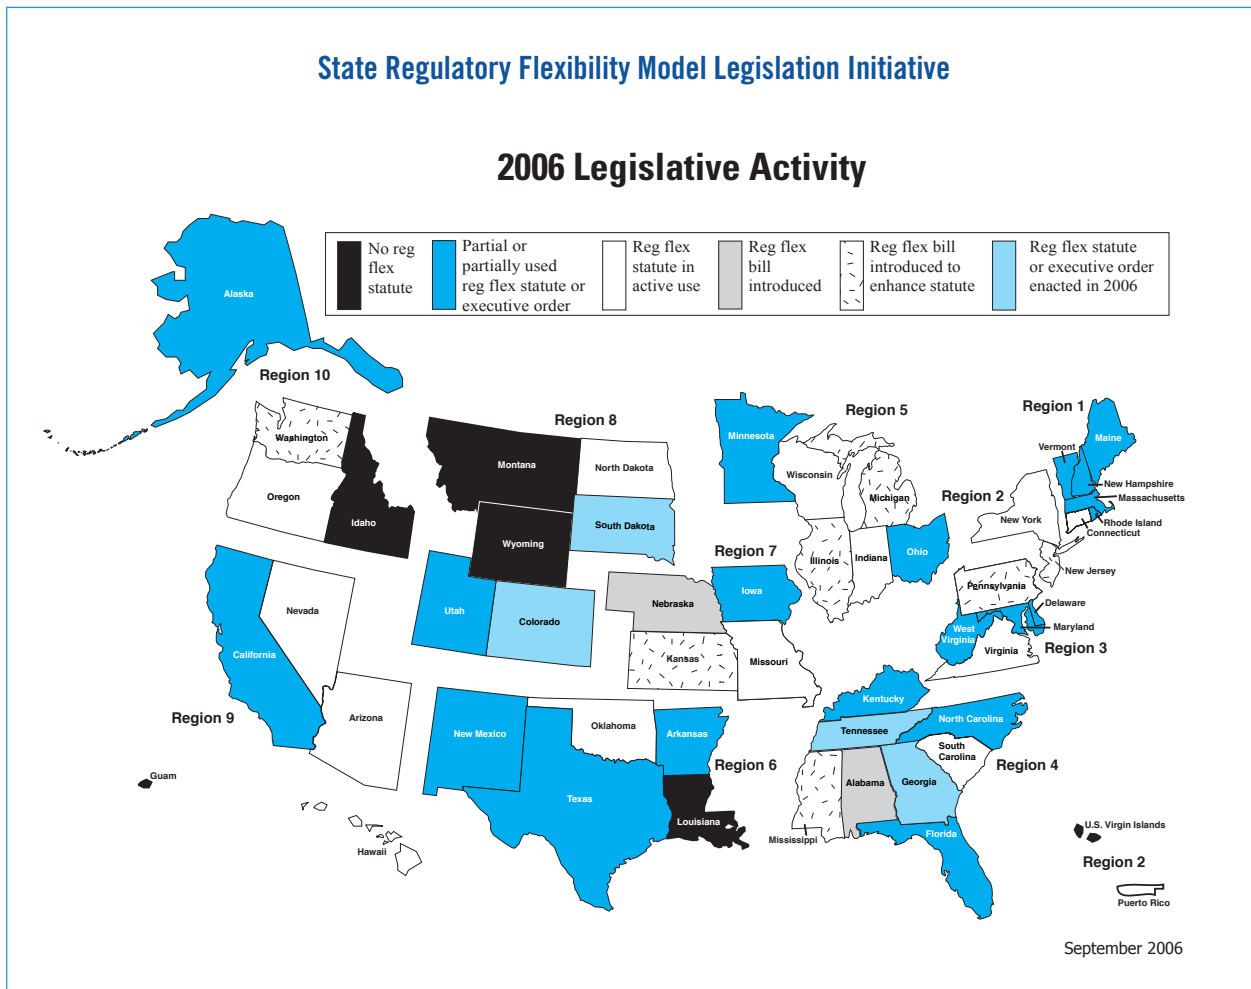 State Regulatory Flexibility Model Legislation Initiative
2006 Legislative Activity
No reg
flex
statute
Partial or
partially used
reg flex statute or
executive order
Reg flex
statute in
active use
Reg flex
bill
introduced
Reg flex bill
introduced to
enhance statute
Reg flex statute
or executive order
enacted in 2006
Alaska
Region 10
Washington
Oregon
Idaho
Region 8
Montana
North Dakota
Wyoming
South Dakota
Utah
Colorado
Region 5
Minnesota
Wisconsin
Michigan
Illinois
Indiana
Ohio
Region 1
Maine
Vermont
New Hampshire
Massachusetts
Rhode Island
Connecticut
Region 2
New York
New Jersey
Region 7
Iowa
Nebraska
Kansas
Missouri
Pennsylvania
Delaware
Maryland
West
Virginia
Virginia
Region 3
Region 9
California
Nevada
Arizona
Guam
Hawaii
New Mexico
Oklahoma
Arkansas
Texas
Louisiana
Region 6
Kentucky
Tennessee
North Carolina
South
Carolina
Region 4
Mississippi
Alabama
Georgia
Florida
U.S. Virgin Islands
Region 2
Puerto Rico
September 2006